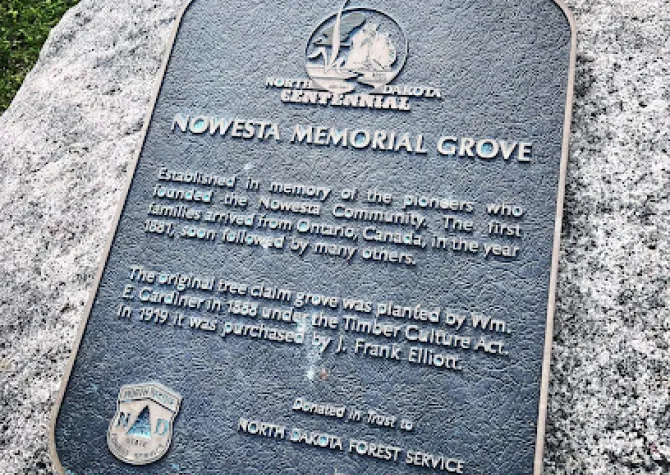 NORTH DAKOTA
CENTENNIAL
NOWESTA MEMORIAL GROVE
Established in memory of the pioneers who
founded the Nowesta Community. The first
families arrived from Ontario, Canada, in the year
1881, soon followed by many others.
The original tree claim grove was planted by Wm.
E. Gardiner in 1888 under the Timber Culture Act.
In 1919 it was purchased by J. Frank Elliott.
Donated in Trust to
NORTH DAKOTA FOREST SERVICE
ND